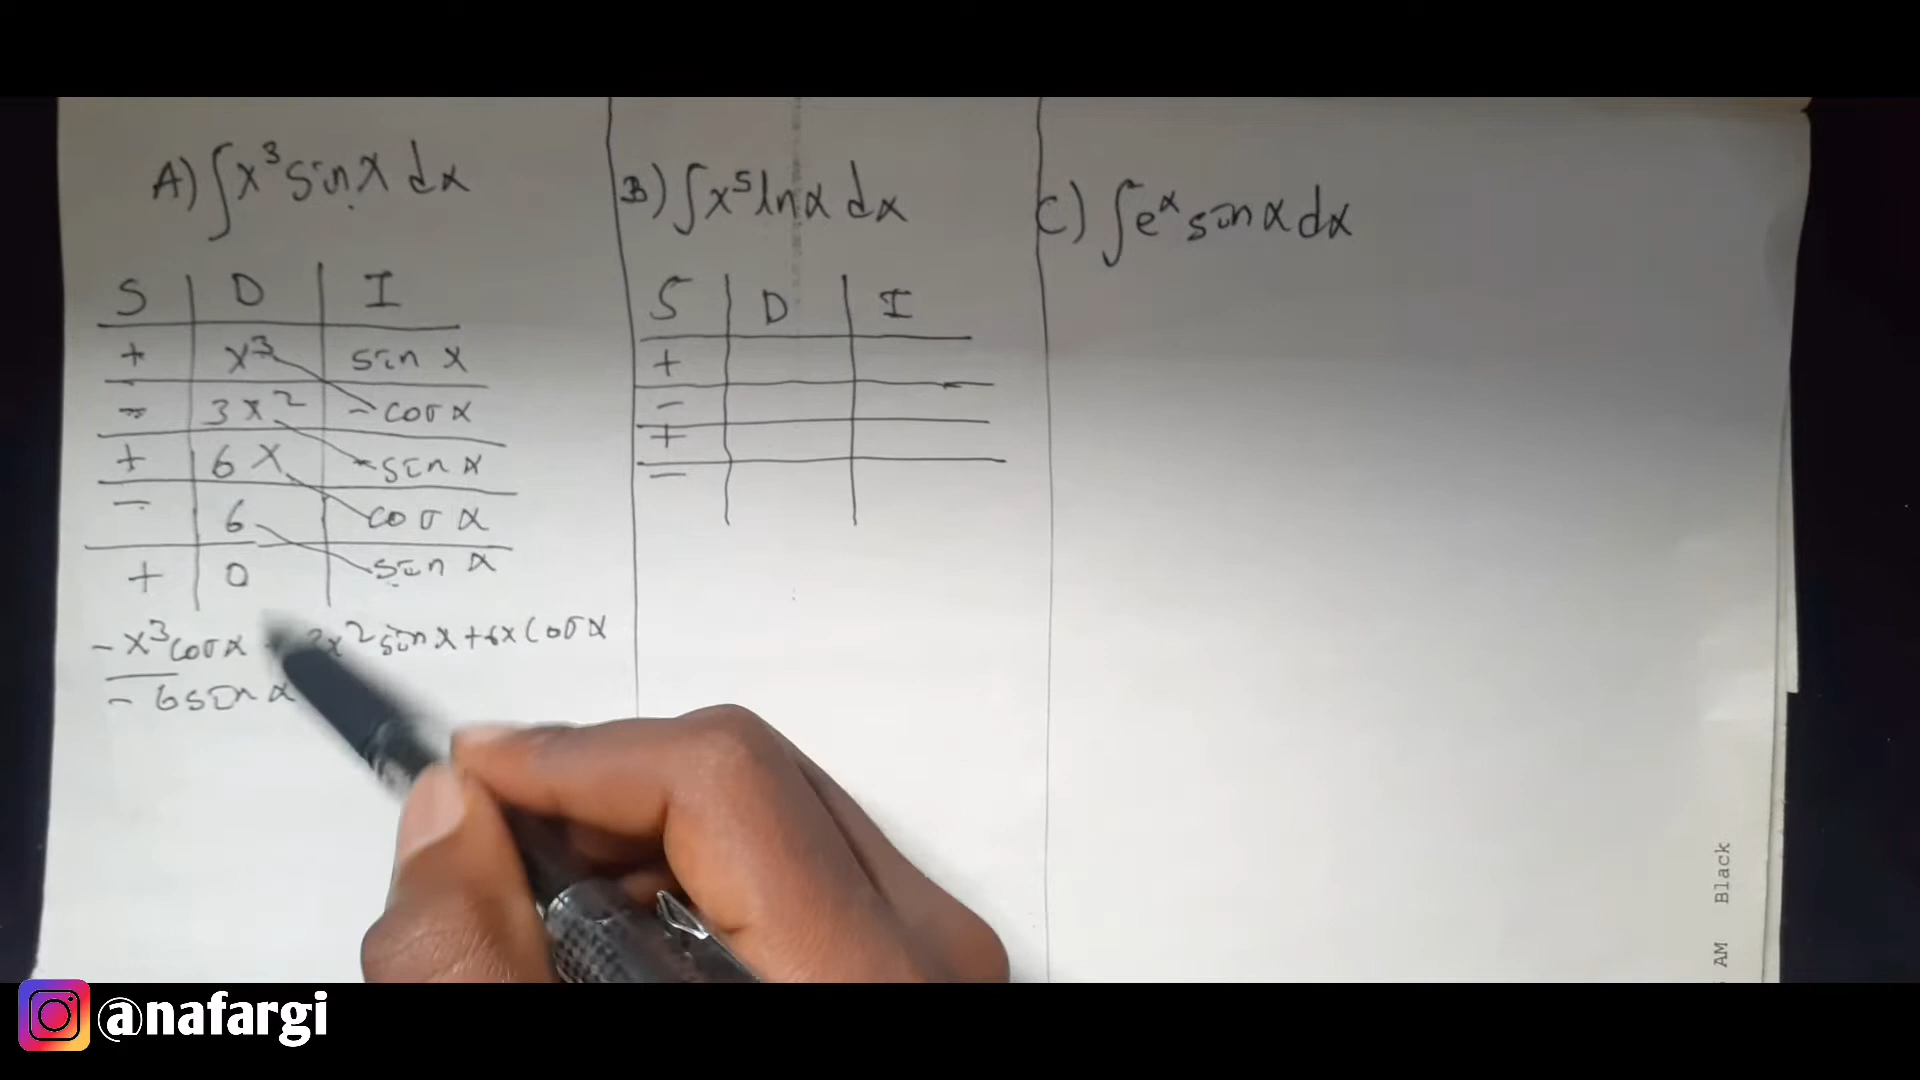 A) ∫x³ sin x dx
S D I
+ x³ sin x
- 3x² - cos x
+ 6x - sin x
- 6 cos x
+ 0 sin x
- x³ cos x 3x² sin x + 6x cos x
- 6 sin x
B) ∫x⁵ ln x dx
S D I
+
-
+
-
C) ∫eˣ sin x dx
AM Black
@nafargi